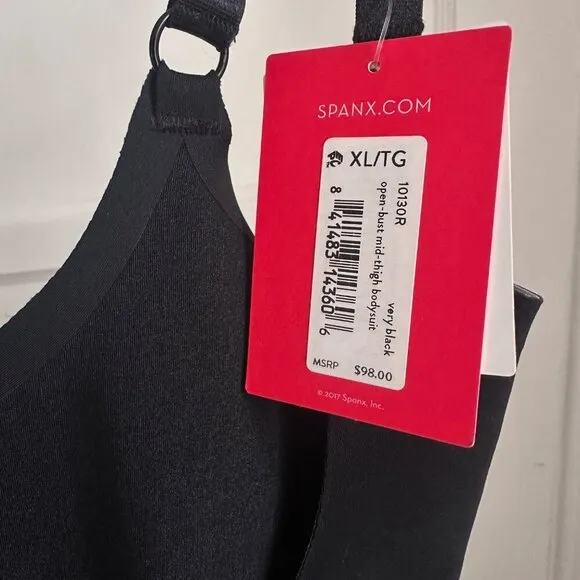 SPANX.COM
XL/TG
10130R
open-bust mid-thigh bodysuit
very black
8 41483 14360 6
MSRP $98.00
© 2017 Spanx, Inc.